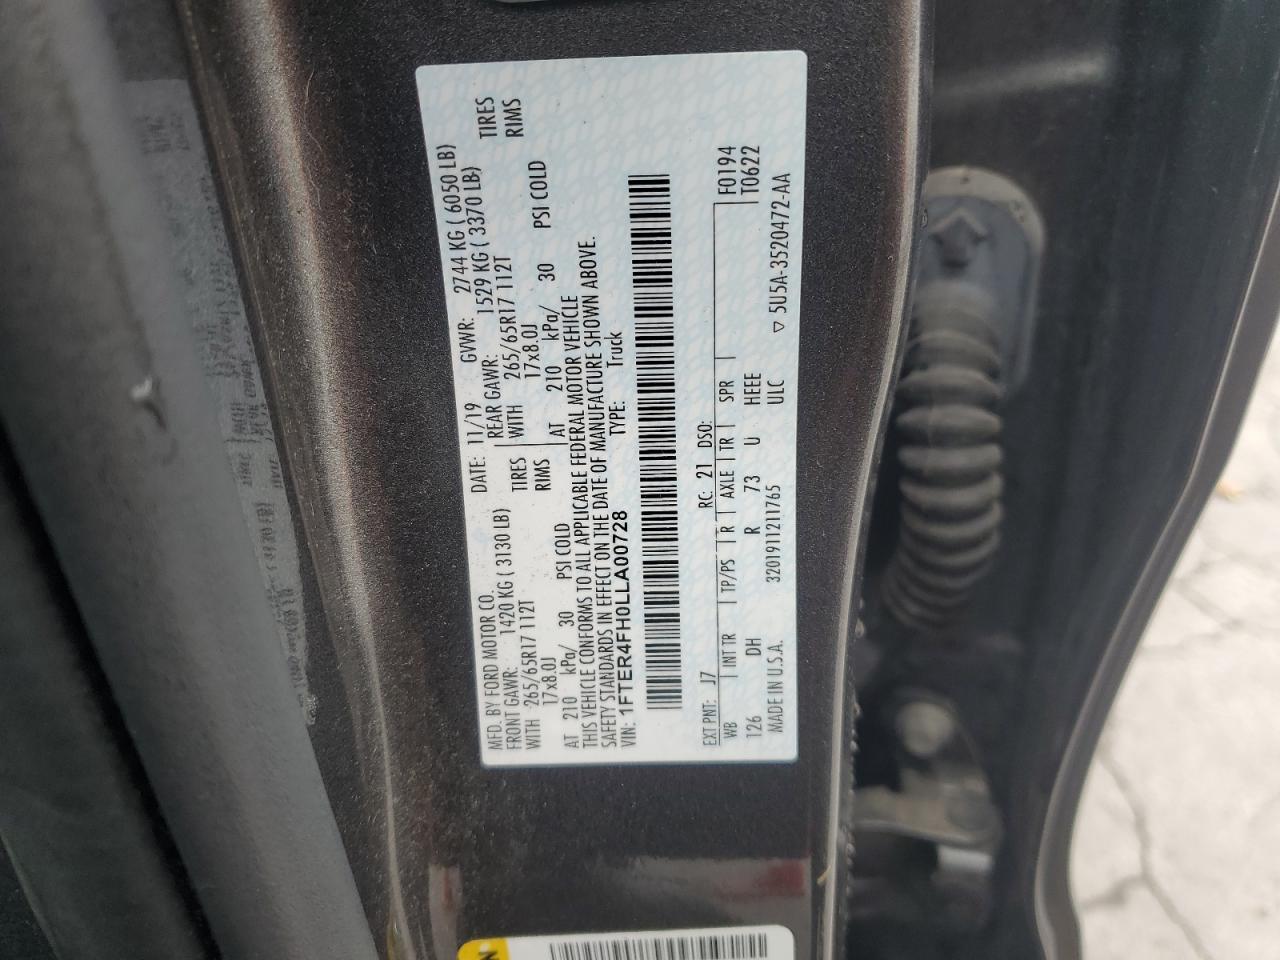 MFD. BY FORD MOTOR CO.
DATE: 11/19 GVWR: 2744 KG ( 6050 LB)
FRONT GAWR: 1420 KG ( 3130 LB) REAR GAWR: 1529 KG ( 3370 LB)
WITH 265/65R17 112T TIRES WITH 265/65R17 112T TIRES
17x8.0J RIMS 17x8.0J RIMS
AT 210 kPa/ 30 PSI COLD AT 210 kPa/ 30 PSI COLD
THIS VEHICLE CONFORMS TO ALL APPLICABLE FEDERAL MOTOR VEHICLE
SAFETY STANDARDS IN EFFECT ON THE DATE OF MANUFACTURE SHOWN ABOVE.
VIN: 1FTER4FH0LLA00728 TYPE: Truck
EXT PNT: J7 RC: 21 DSO: F0194
WB INT TR TP/PS R AXLE TR SPR T0622
126 DH R 73 U HEEE
MADE IN U.S.A. 3201911211765 ULC ▽ 5U5A-3520472-AA